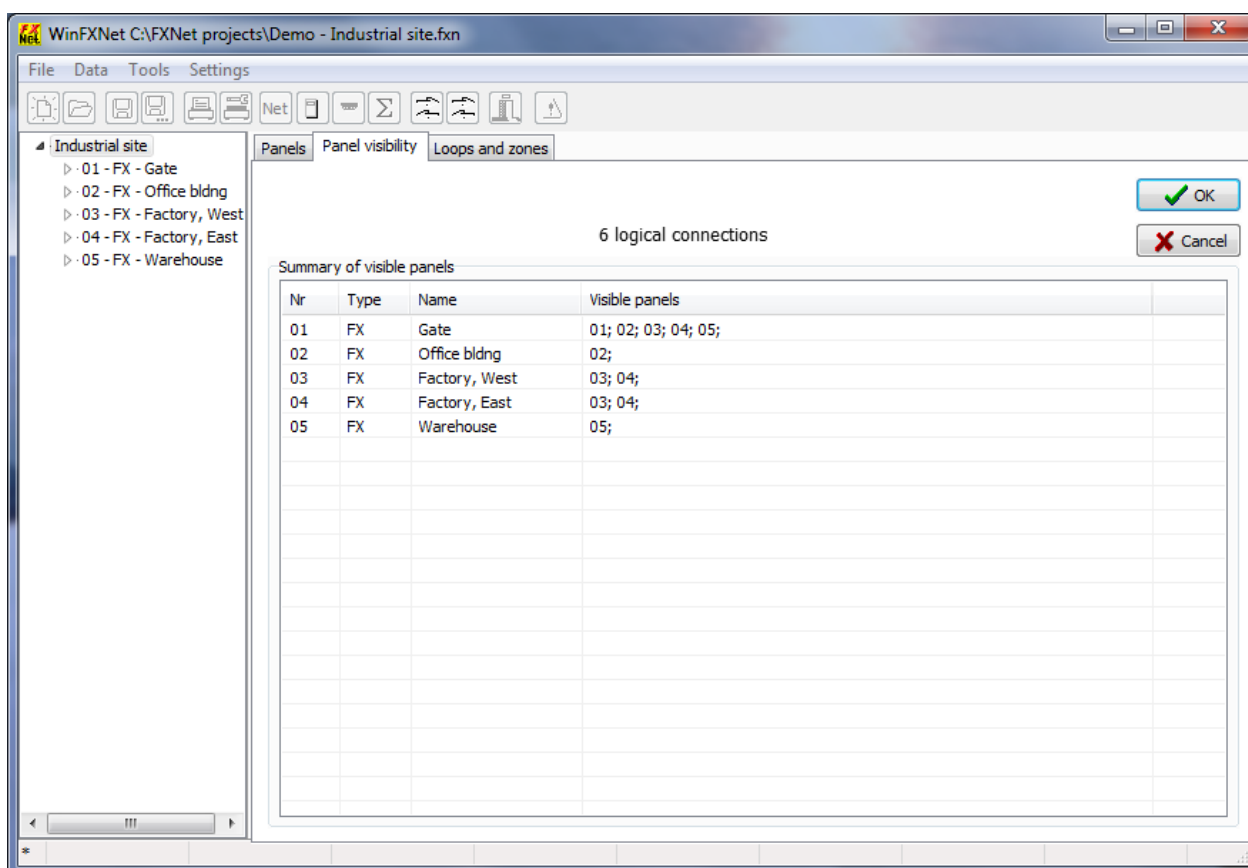 FX Net WinFXNet C:\FXNet projects\Demo - Industrial site.fxn
File Data Tools Settings
Net Σ
Industrial site
01 - FX - Gate
02 - FX - Office bldng
03 - FX - Factory, West
04 - FX - Factory, East
05 - FX - Warehouse
Panels Panel visibility Loops and zones
OK
Cancel
6 logical connections
Summary of visible panels
Nr Type Name Visible panels
01 FX Gate 01; 02; 03; 04; 05;
02 FX Office bldng 02;
03 FX Factory, West 03; 04;
04 FX Factory, East 03; 04;
05 FX Warehouse 05;
*